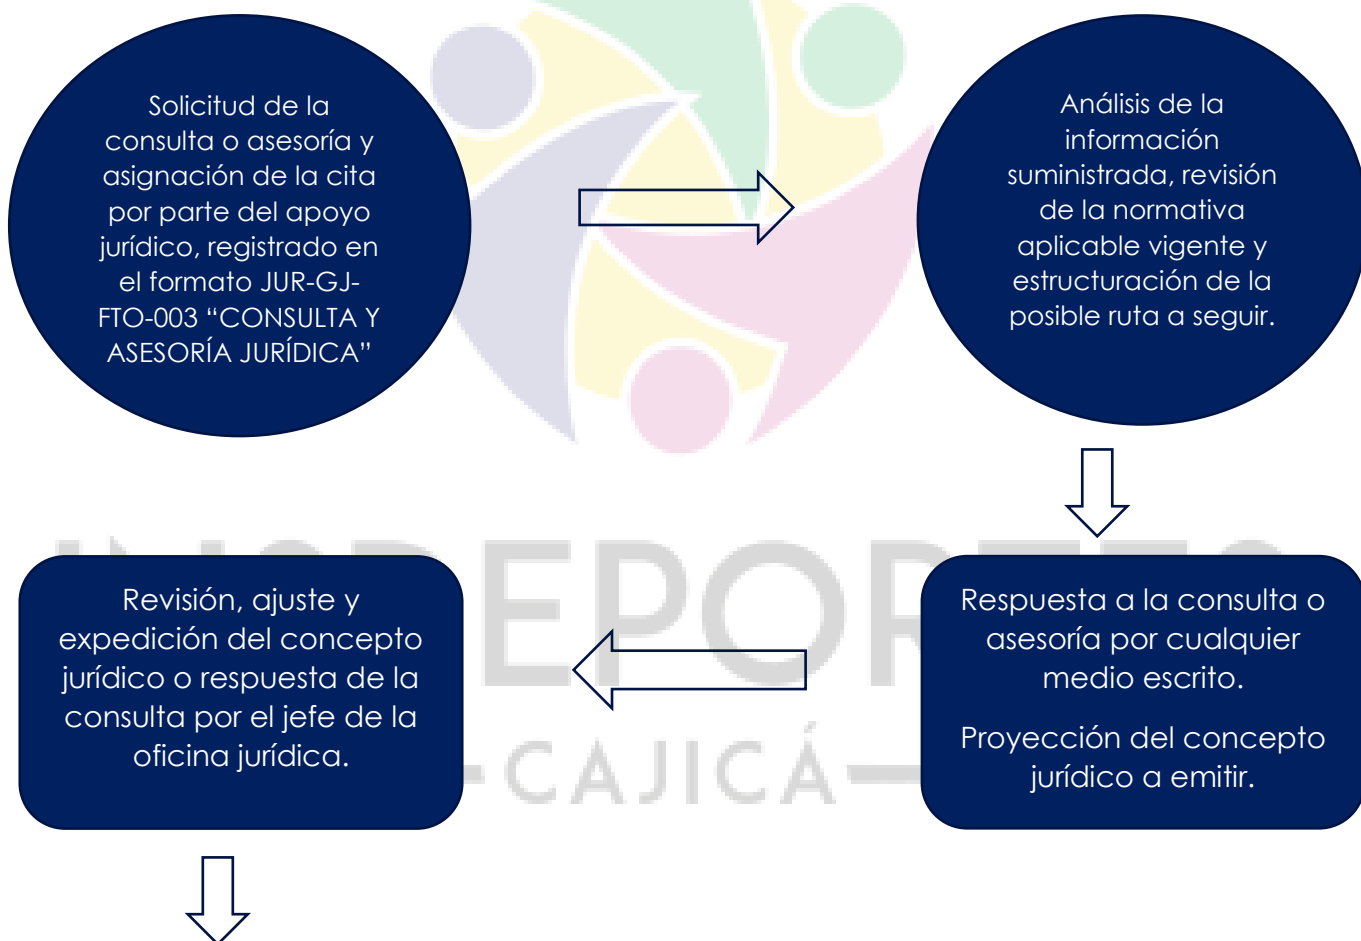 Solicitud de la
consulta o asesoría y
asignación de la cita
por parte del apoyo
jurídico, registrado en
el formato JUR-GJ-
FTO-003 “CONSULTA Y
ASESORÍA JURÍDICA”
Análisis de la
información
suministrada, revisión
de la normativa
aplicable vigente y
estructuración de la
posible ruta a seguir.
Respuesta a la consulta o
asesoría por cualquier
medio escrito.
Proyección del concepto
jurídico a emitir.
Revisión, ajuste y
expedición del concepto
jurídico o respuesta de la
consulta por el jefe de la
oficina jurídica.
CAJICÁ